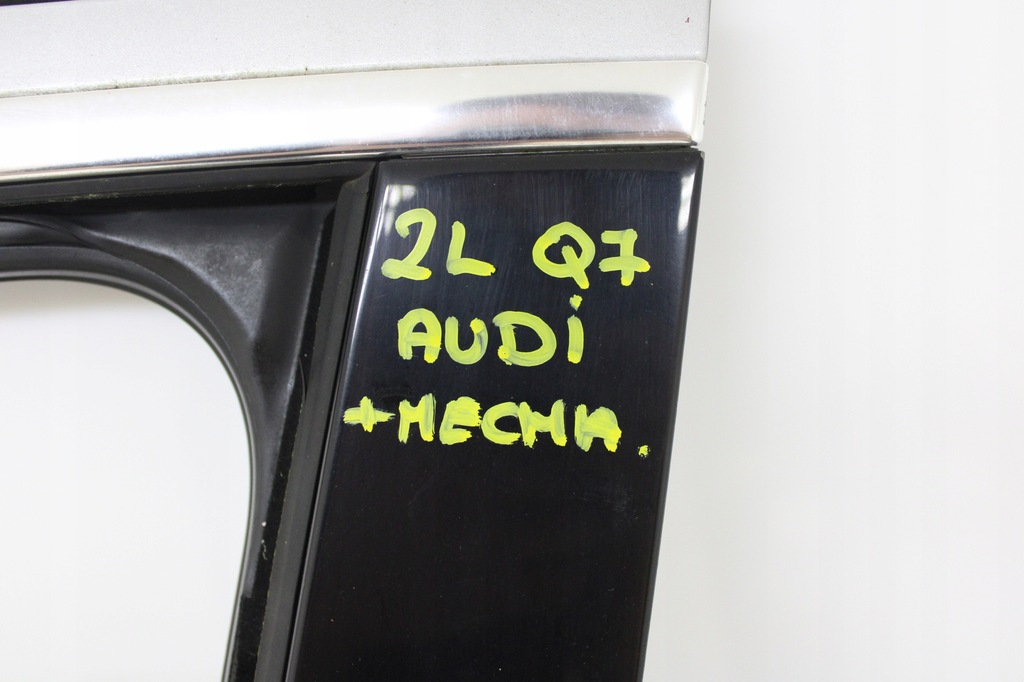 2L Q7
AUDi
+MECHA.